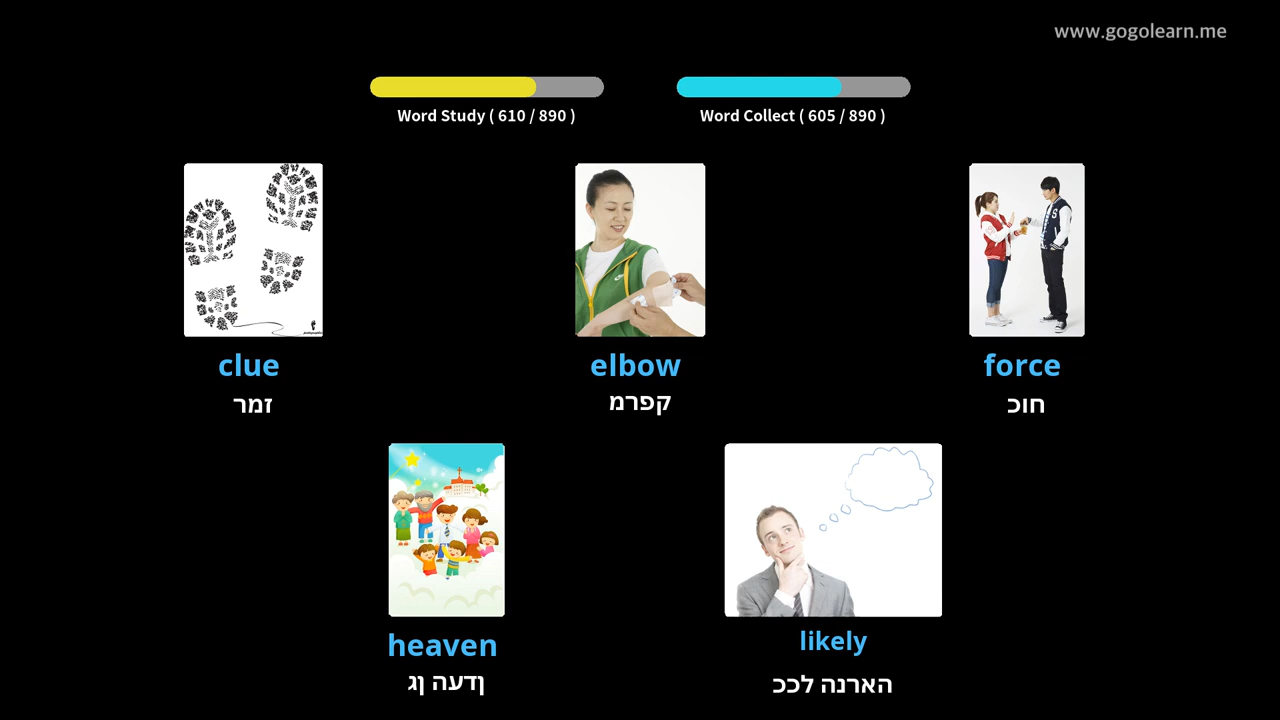 www.gogolearn.me
Word Study ( 610 / 890 )
Word Collect ( 605 / 890 )
clue
זמר
elbow
קפרמ
force
חוכ
heaven
ןדעה ןג
likely
הארנה לככ